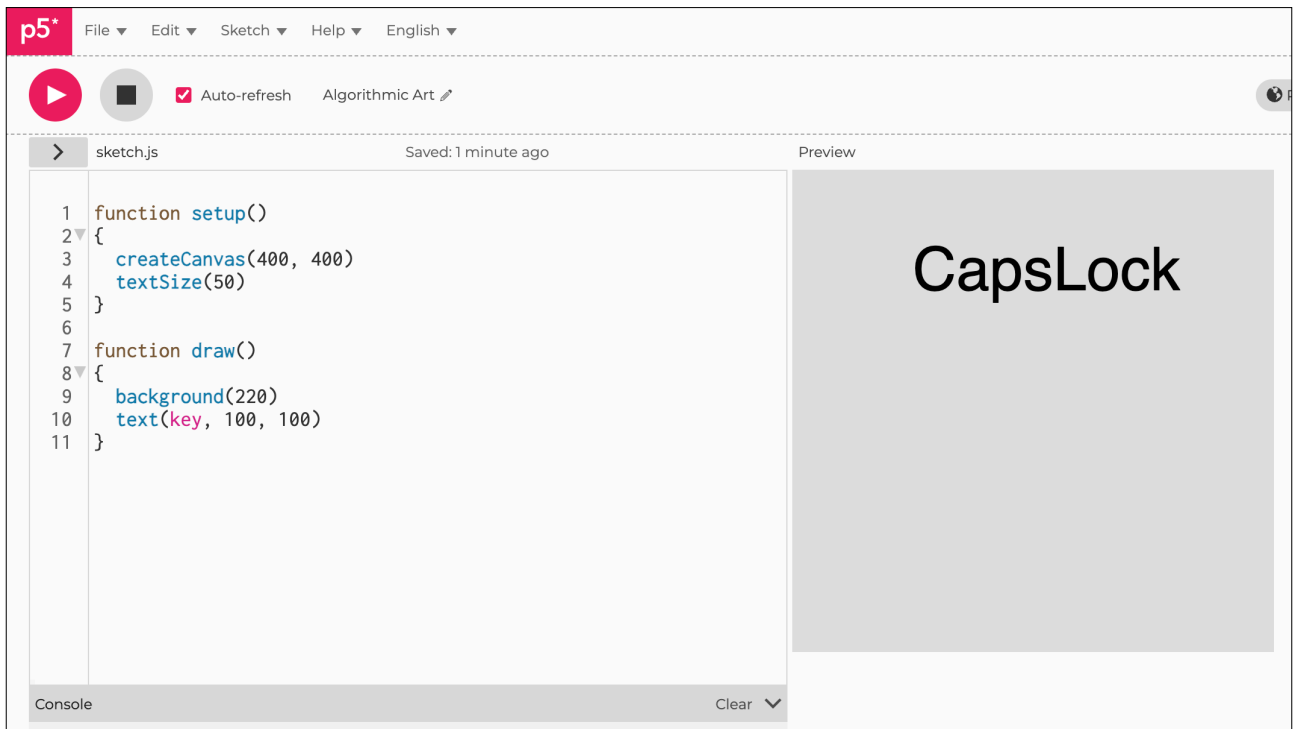 p5* File Edit Sketch Help English
Auto-refresh Algorithmic Art
sketch.js Saved: 1 minute ago Preview
1 function setup()
2 {
3 createCanvas(400, 400)
4 textSize(50)
5 }
6
7 function draw()
8 {
9 background(220)
10 text(key, 100, 100)
11 }
CapsLock
Console Clear